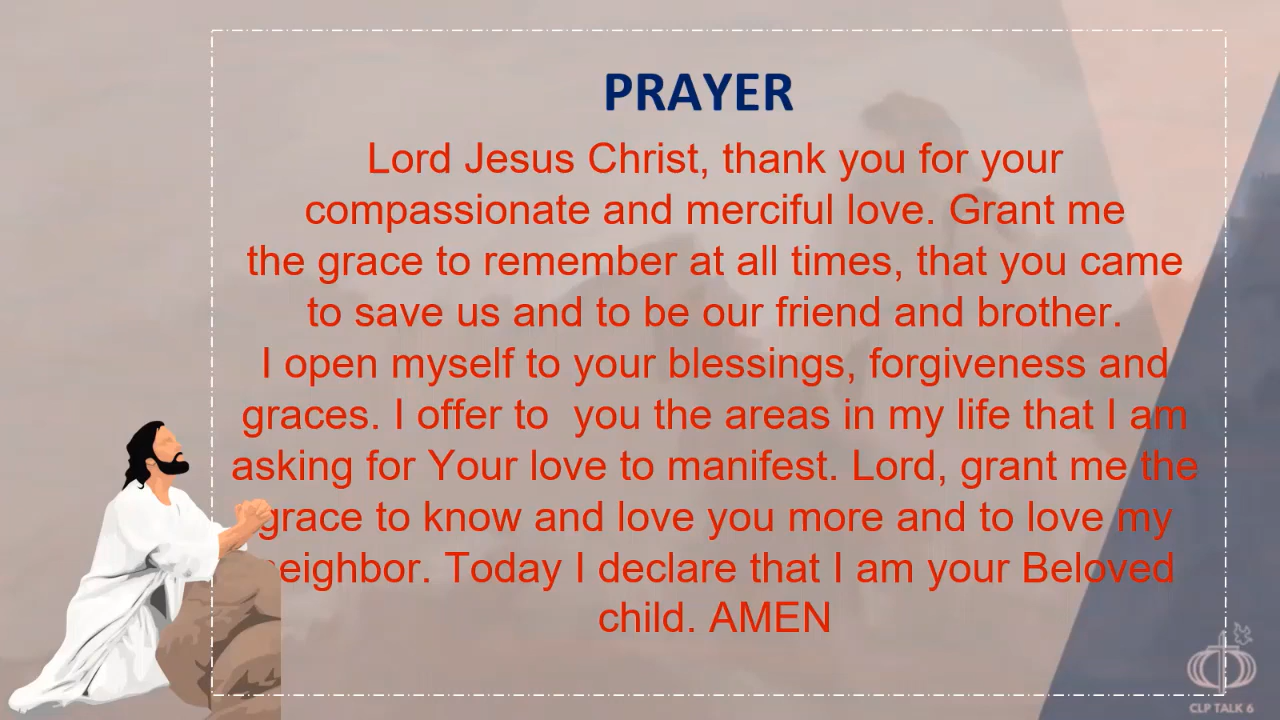 PRAYER
Lord Jesus Christ, thank you for your
compassionate and merciful love. Grant me
the grace to remember at all times, that you came
to save us and to be our friend and brother.
I open myself to your blessings, forgiveness and
graces. I offer to  you the areas in my life that I am
asking for Your love to manifest. Lord, grant me the
grace to know and love you more and to love my
neighbor. Today I declare that I am your Beloved
child. AMEN
CLP TALK 6